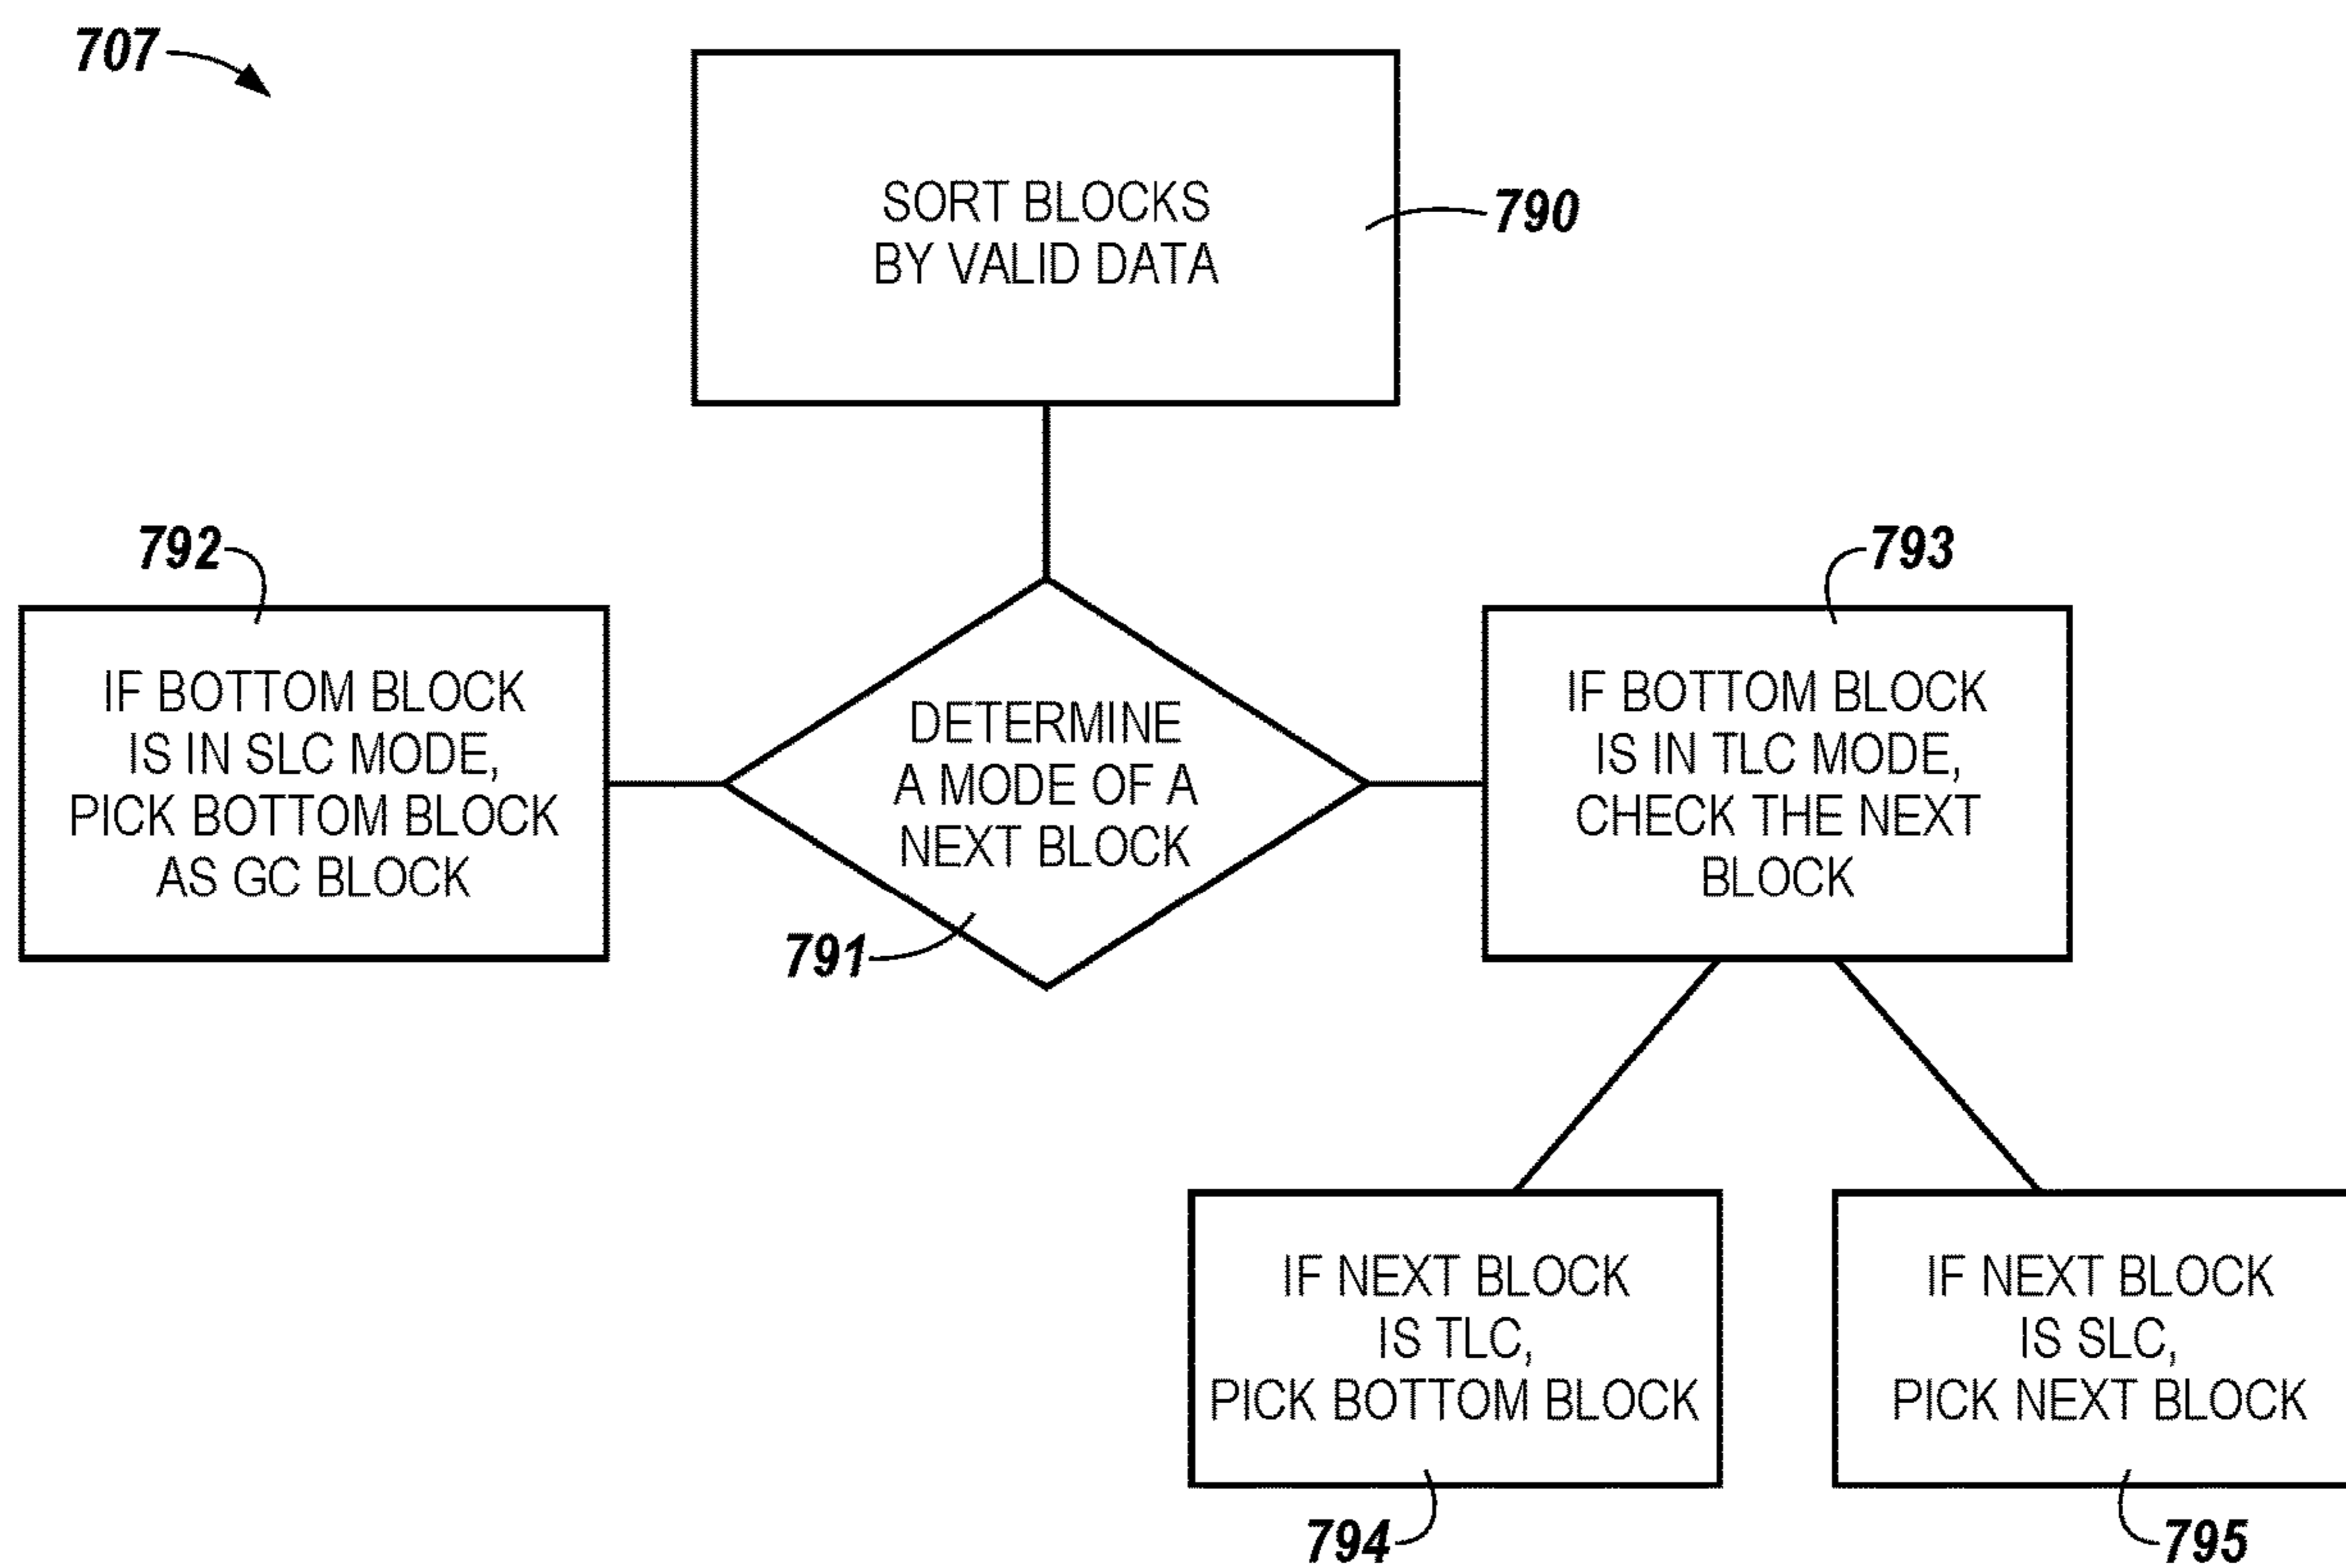 707
SORT BLOCKS
BY VALID DATA
790
792
IF BOTTOM BLOCK
IS IN SLC MODE,
PICK BOTTOM BLOCK
AS GC BLOCK
DETERMINE
A MODE OF A
NEXT BLOCK
791
793
IF BOTTOM BLOCK
IS IN TLC MODE,
CHECK THE NEXT
BLOCK
IF NEXT BLOCK
IS TLC,
PICK BOTTOM BLOCK
794
IF NEXT BLOCK
IS SLC,
PICK NEXT BLOCK
795